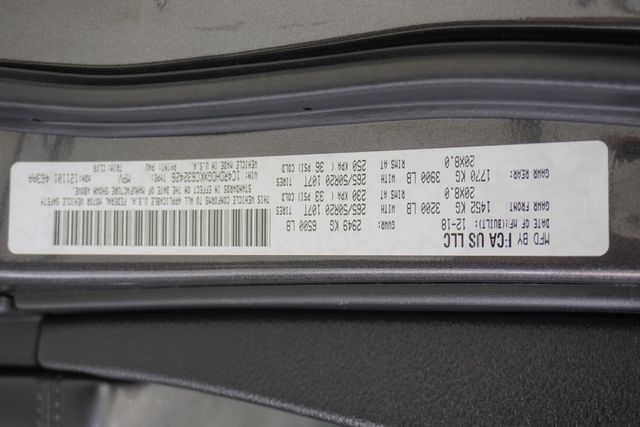 MFD BY FCA US LLC
DATE OF MFR(BUILT): 12-18 GVWR: 2949 KG 6500 LB
GAWR FRONT 1452 KG 3200 LB WITH 265/50R20 107T TIRES
20X8.0 RIMS AT 230 KPA ( 33 PSI) COLD
GAWR REAR: 1770 KG 3900 LB WITH 265/50R20 107T TIRES
20X8.0 RIMS AT 250 KPA ( 36 PSI) COLD
THIS VEHICLE CONFORMS TO ALL APPLICABLE U.S.A. FEDERAL MOTOR VEHICLE SAFETY
STANDARDS IN EFFECT ON THE DATE OF MANUFACTURE SHOWN ABOVE.
VIN: TYPE: MPV MDH: 121101
VEHICLE MADE IN U.S.A. PAINT: PAU TRIM: